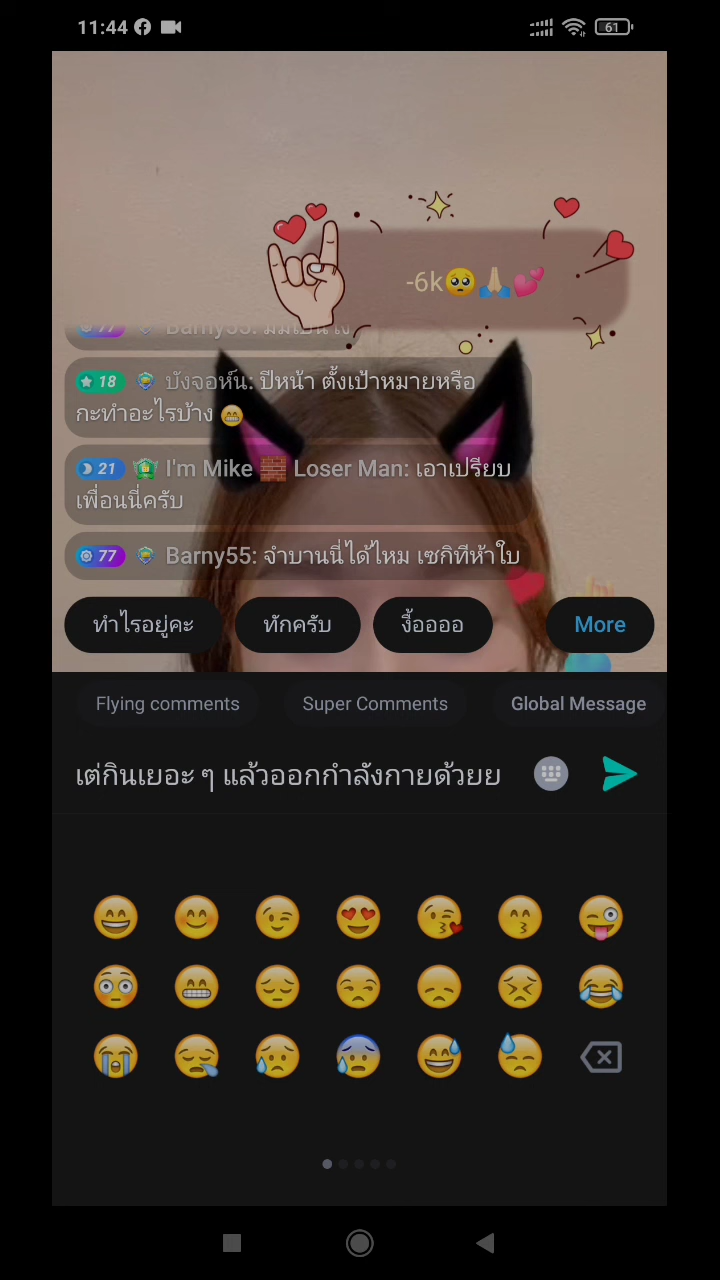 11:44
61
-6k🥺🙏🏼💕
77 Barny55:
18 บังจอห์น: ปีหน้า ตั้งเป้าหมายหรือ
กะทำอะไรบ้าง 😁
21 I'm Mike 🧱 Loser Man: เอาเปรียบ
เพื่อนนี่ครับ
77 Barny55: จำบานนี่ได้ไหม เซกิทีห้าใบ
ทำไรอยู่คะ ทักครับ งื้ออออ More
Flying comments Super Comments Global Message
เต่กินเยอะ ๆ แล้วออกกำลังกายด้วยย